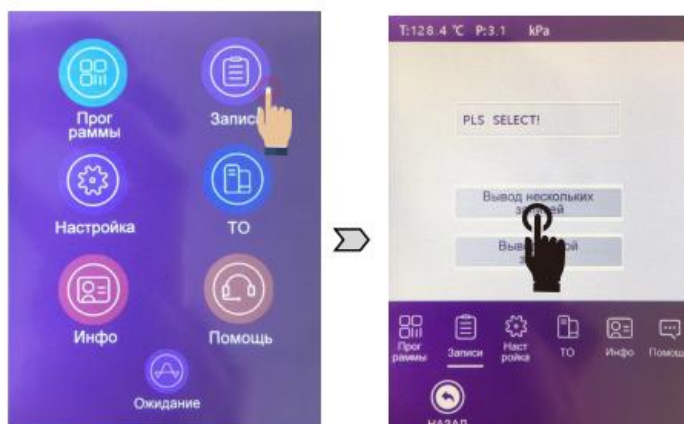 Прог
раммы
Настройка
ТО
Инфо
Помощь
Ожидание
T:128.4 ℃ P:3.1 kPa
PLS SELECT!
Вывод нескольких
Прог
раммы
Записи
Наст
ройка
ТО
Инфо
НАЗАД